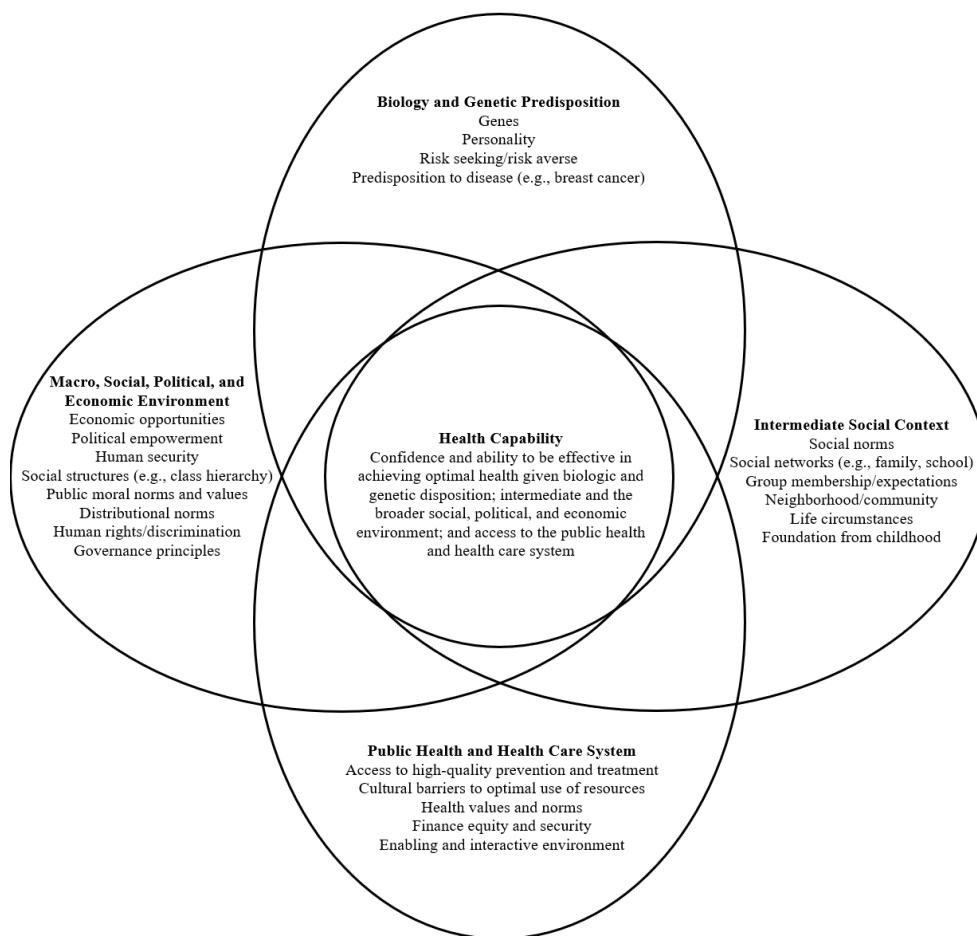 Biology and Genetic Predisposition
Genes
Personality
Risk seeking/risk averse
Predisposition to disease (e.g., breast cancer)
Macro, Social, Political, and
Economic Environment
Economic opportunities
Political empowerment
Human security
Social structures (e.g., class hierarchy)
Public moral norms and values
Distributional norms
Human rights/discrimination
Governance principles
Health Capability
Confidence and ability to be effective in
achieving optimal health given biologic and
genetic disposition; intermediate and the
broader social, political, and economic
environment; and access to the public health
and health care system
Intermediate Social Context
Social norms
Social networks (e.g., family, school)
Group membership/expectations
Neighborhood/community
Life circumstances
Foundation from childhood
Public Health and Health Care System
Access to high-quality prevention and treatment
Cultural barriers to optimal use of resources
Health values and norms
Finance equity and security
Enabling and interactive environment